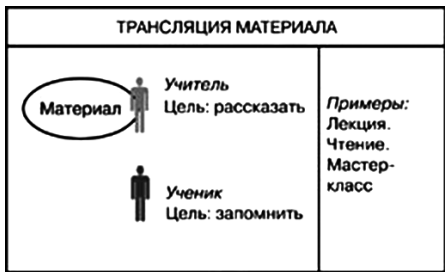 ТРАНСЛЯЦИЯ МАТЕРИАЛА
Материал
Учитель
Цель: рассказать
Ученик
Цель: запомнить
Примеры:
Лекция.
Чтение.
Мастер-
класс